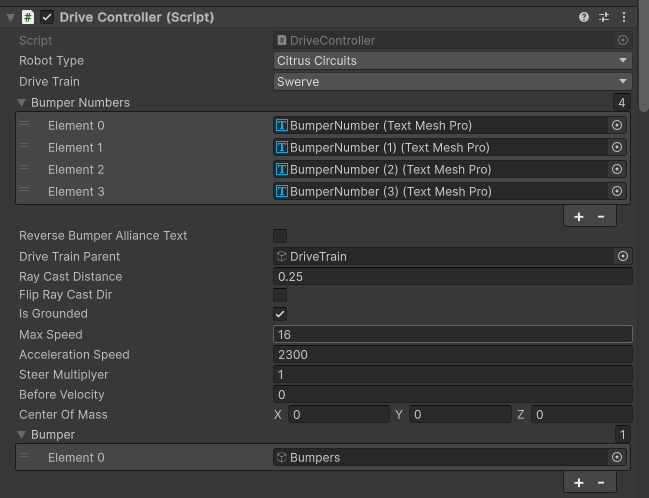 Drive Controller (Script)
Script DriveController
Robot Type Citrus Circuits
Drive Train Swerve
Bumper Numbers 4
Element 0 BumperNumber (Text Mesh Pro)
Element 1 BumperNumber (1) (Text Mesh Pro)
Element 2 BumperNumber (2) (Text Mesh Pro)
Element 3 BumperNumber (3) (Text Mesh Pro)
+ -
Reverse Bumper Alliance Text
Drive Train Parent DriveTrain
Ray Cast Distance 0.25
Flip Ray Cast Dir
Is Grounded
Max Speed 16
Acceleration Speed 2300
Steer Multiplyer 1
Before Velocity 0
Center Of Mass X 0 Y 0 Z 0
Bumper 1
Element 0 Bumpers
+ -